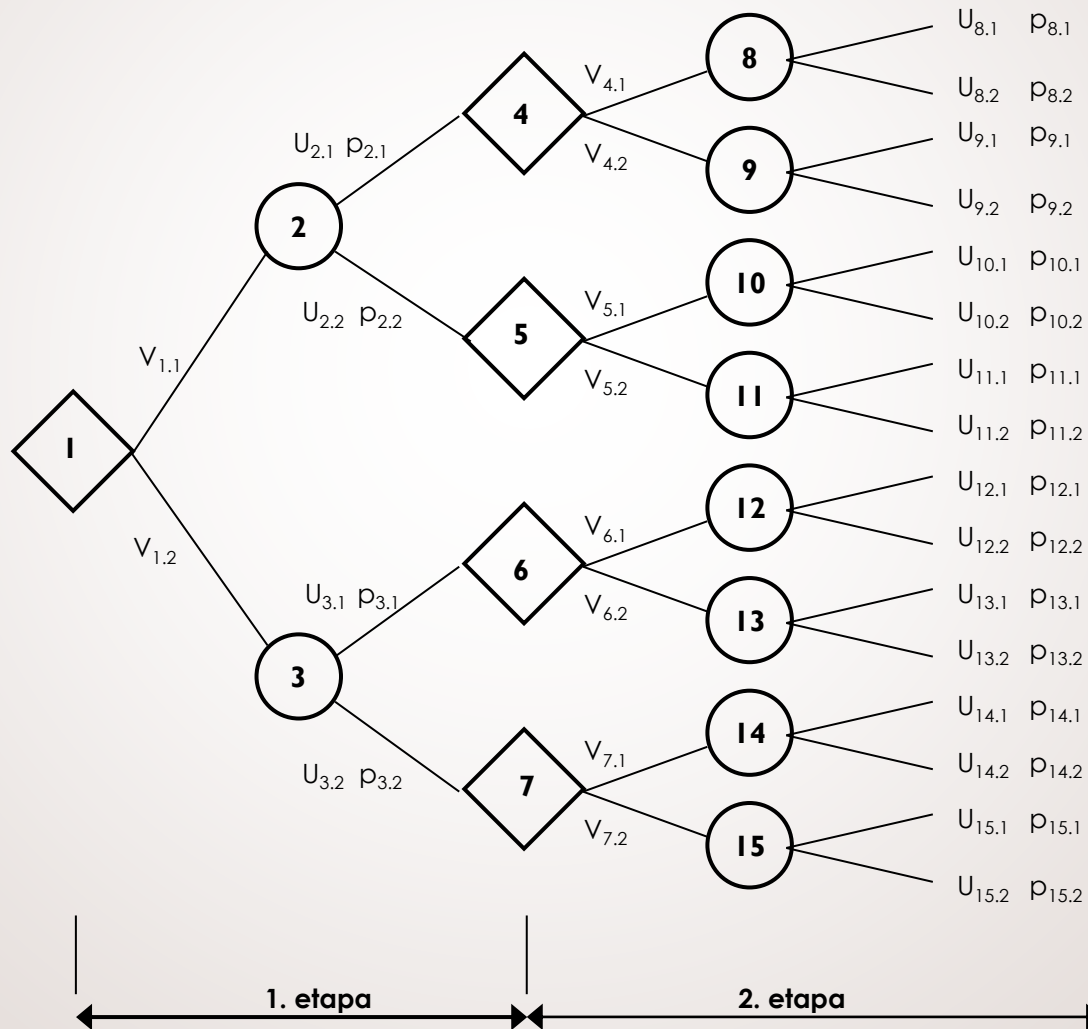 U8.1 p8.1
8
V4.1
U8.2 p8.2
4
U9.1 p9.1
U2.1 p2.1
V4.2
9
U9.2 p9.2
2
U10.1 p10.1
10
V5.1
U10.2 p10.2
U2.2 p2.2
5
U11.1 p11.1
V1.1
V5.2
11
U11.2 p11.2
1
U12.1 p12.1
12
V6.1
U12.2 p12.2
V1.2
6
U13.1 p13.1
U3.1 p3.1
V6.2
13
U13.2 p13.2
3
U14.1 p14.1
14
V7.1
U14.2 p14.2
U3.2 p3.2
7
U15.1 p15.1
V7.2
15
U15.2 p15.2
1. etapa
2. etapa